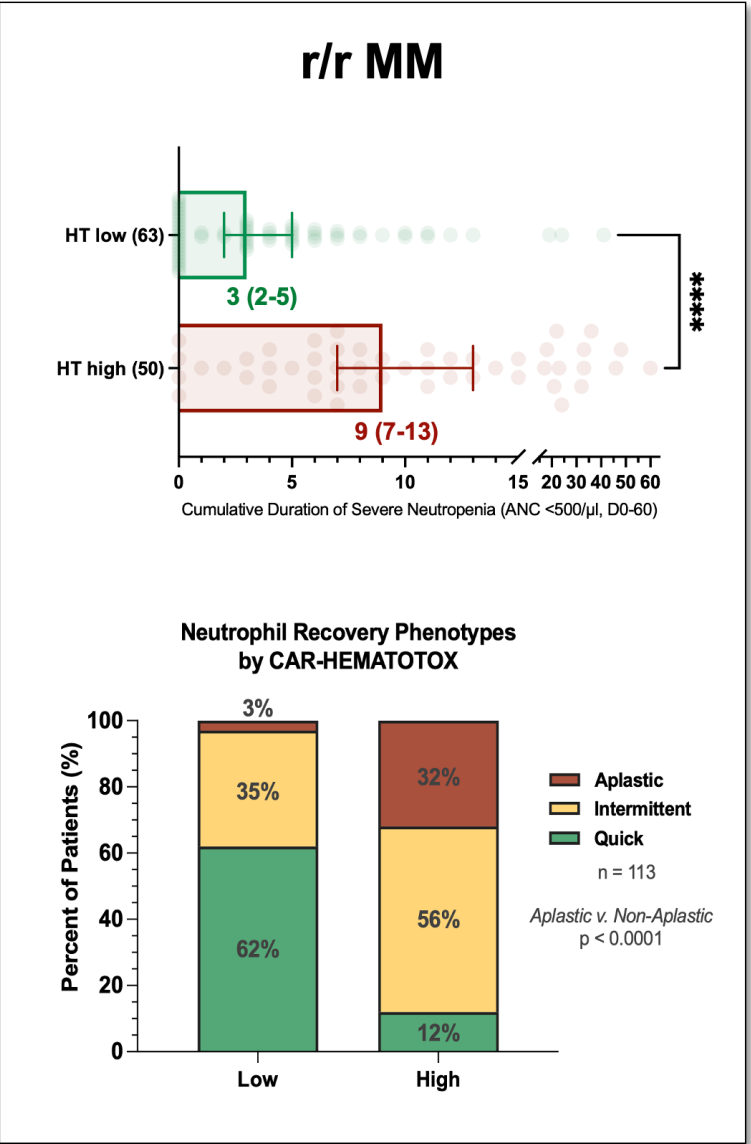 r/r MM
HT low (63)
3 (2-5)
****
HT high (50)
9 (7-13)
0 5 10 15 20 30 40 50 60
Cumulative Duration of Severe Neutropenia (ANC <500/µl, D0-60)
Neutrophil Recovery Phenotypes
by CAR-HEMATOTOX
Percent of Patients (%)
100
80
60
40
20
0
3%
35%
62%
32%
56%
12%
Low High
Aplastic
Intermittent
Quick
n = 113
Aplastic v. Non-Aplastic
p < 0.0001